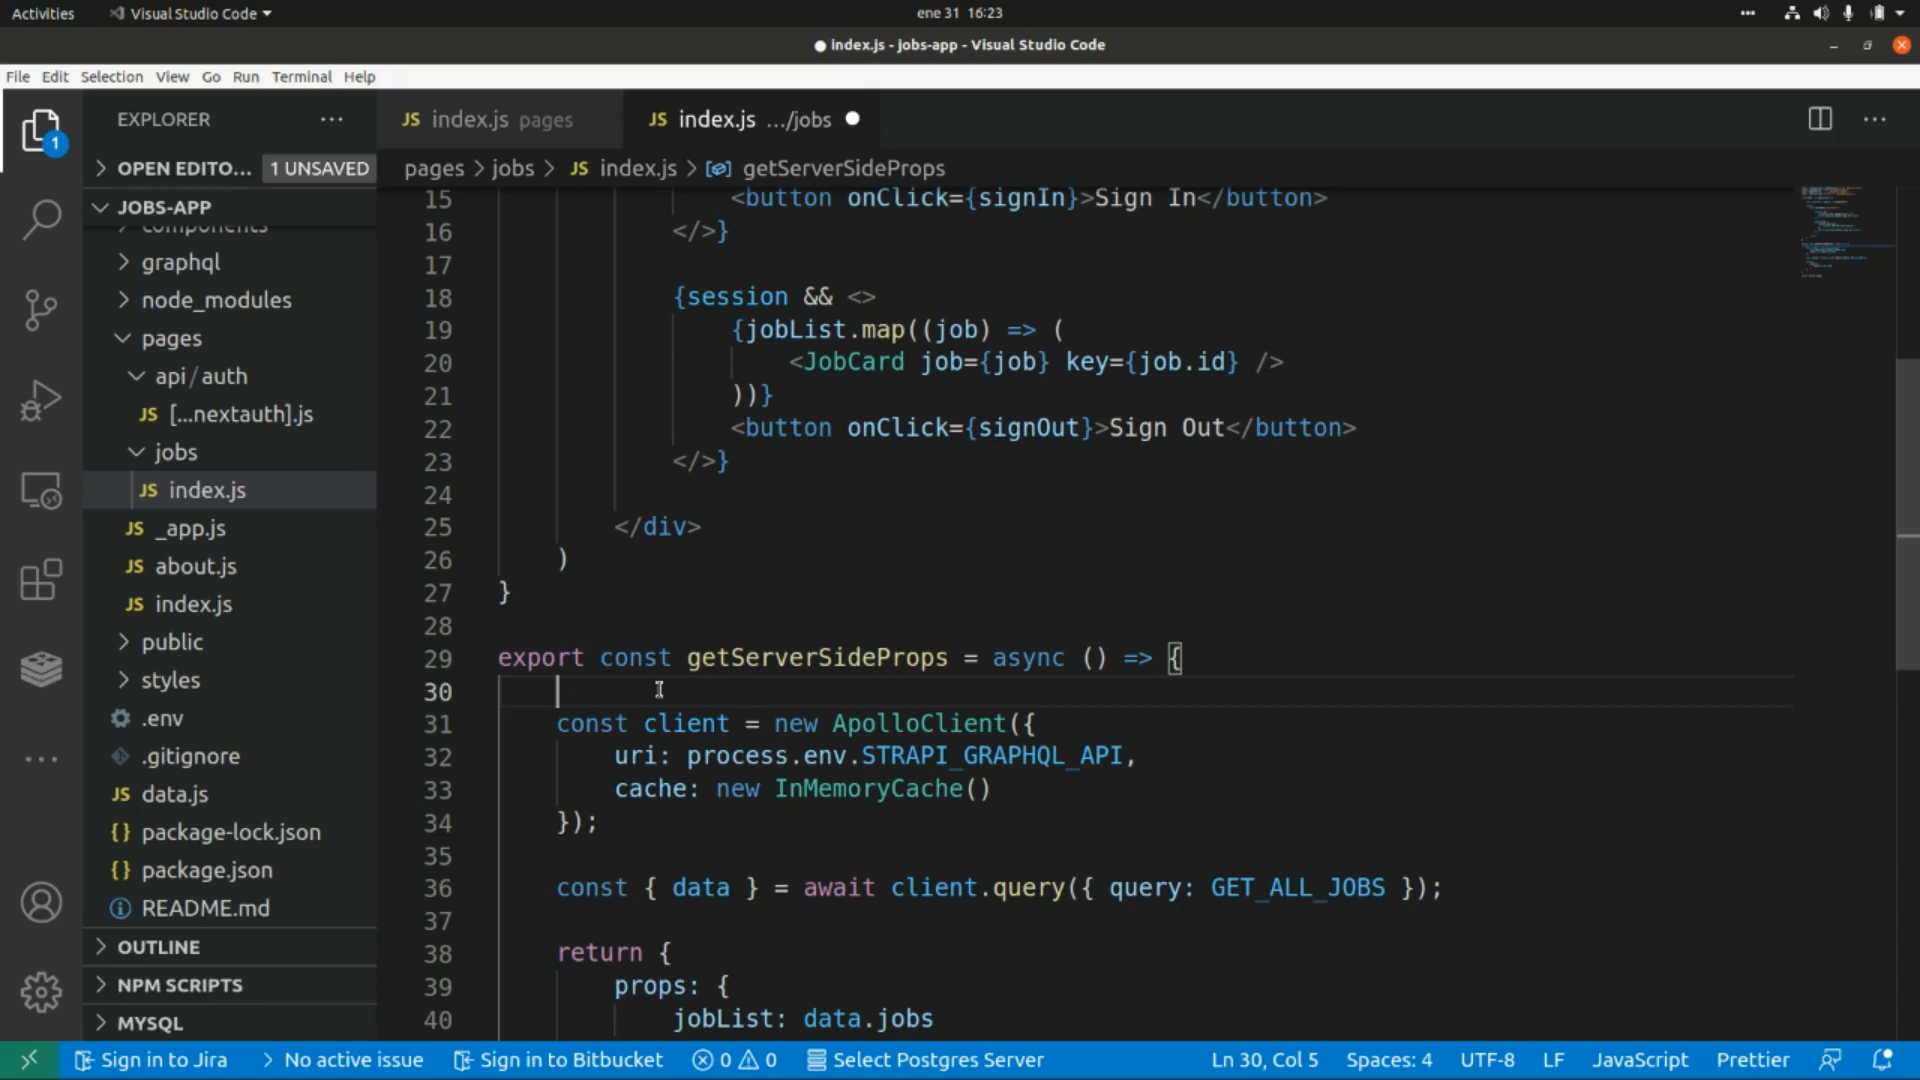 Activities
Visual Studio Code
ene 31 16:23
index.js - jobs-app - Visual Studio Code
File Edit Selection View Go Run Terminal Help
1
EXPLORER
OPEN EDITO... 1 UNSAVED
JOBS-APP
components
graphql
node_modules
pages
api/auth
JS [...nextauth].js
jobs
JS index.js
JS _app.js
JS about.js
JS index.js
public
styles
.env
.gitignore
JS data.js
{} package-lock.json
{} package.json
README.md
OUTLINE
NPM SCRIPTS
MYSQL
JS index.js pages
JS index.js .../jobs
pages > jobs > JS index.js > getServerSideProps
15 <button onClick={signIn}>Sign In</button>
16 </>}
17
18 {session && <>
19 {jobList.map((job) => (
20 <JobCard job={job} key={job.id} />
21 ))}
22 <button onClick={signOut}>Sign Out</button>
23 </>}
24
25 </div>
26 )
27 }
28
29 export const getServerSideProps = async () => {
30
31 const client = new ApolloClient({
32 uri: process.env.STRAPI_GRAPHQL_API,
33 cache: new InMemoryCache()
34 });
35
36 const { data } = await client.query({ query: GET_ALL_JOBS });
37
38 return {
39 props: {
40 jobList: data.jobs
Sign in to Jira
No active issue
Sign in to Bitbucket
0 0
Select Postgres Server
Ln 30, Col 5
Spaces: 4
UTF-8
LF
JavaScript
Prettier